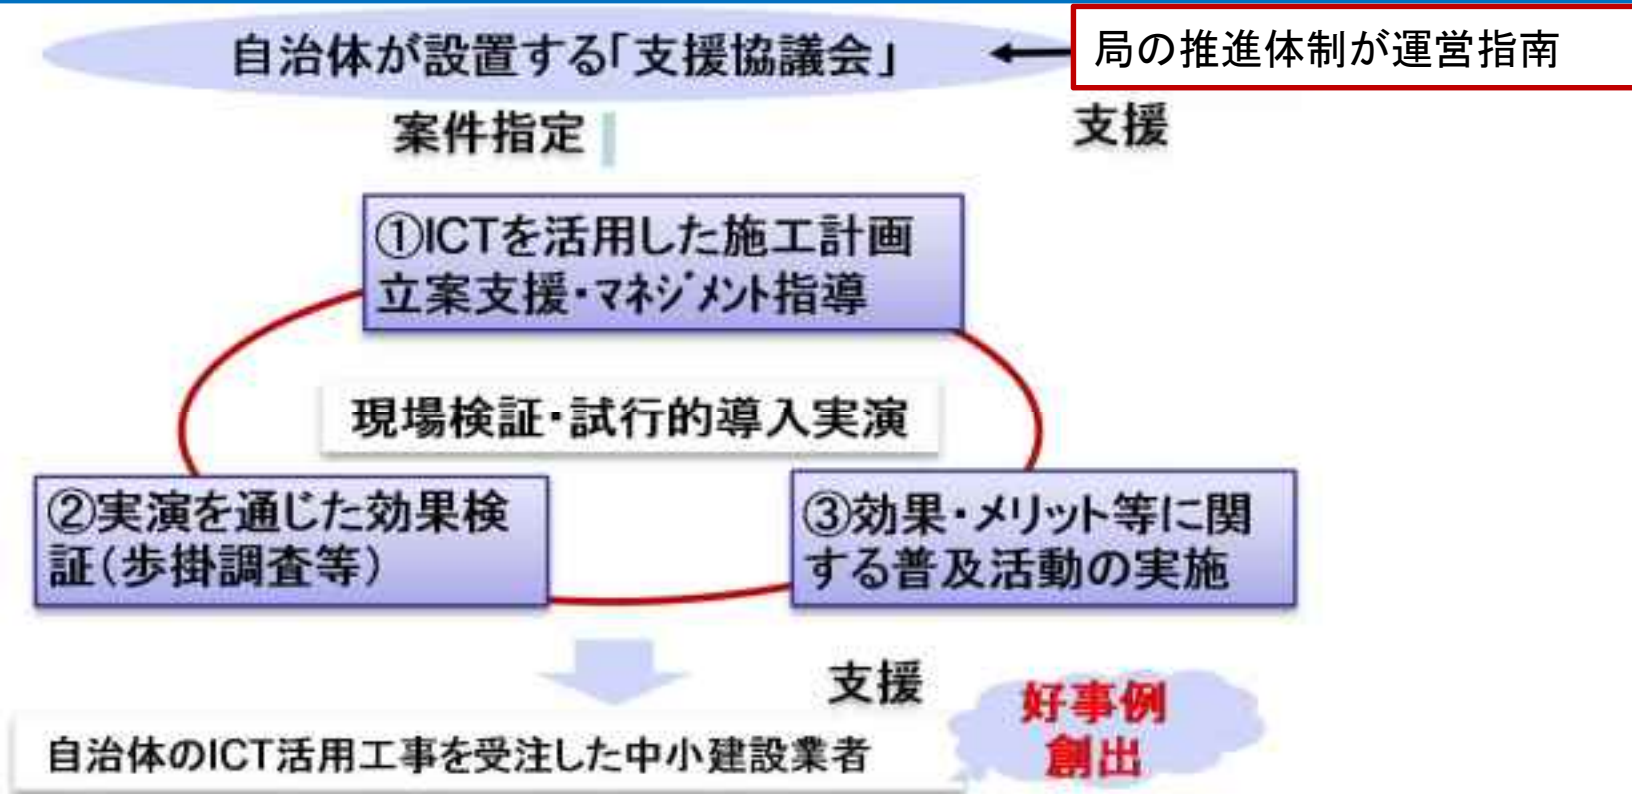 自治体が設置する「支援協議会」
局の推進体制が運営指南
案件指定
支援
①ICTを活用した施工計画
立案支援・マネジメント指導
現場検証・試行的導入実演
②実演を通じた効果検
証(歩掛調査等)
③効果・メリット等に関
する普及活動の実施
支援
好事例
創出
自治体のICT活用工事を受注した中小建設業者